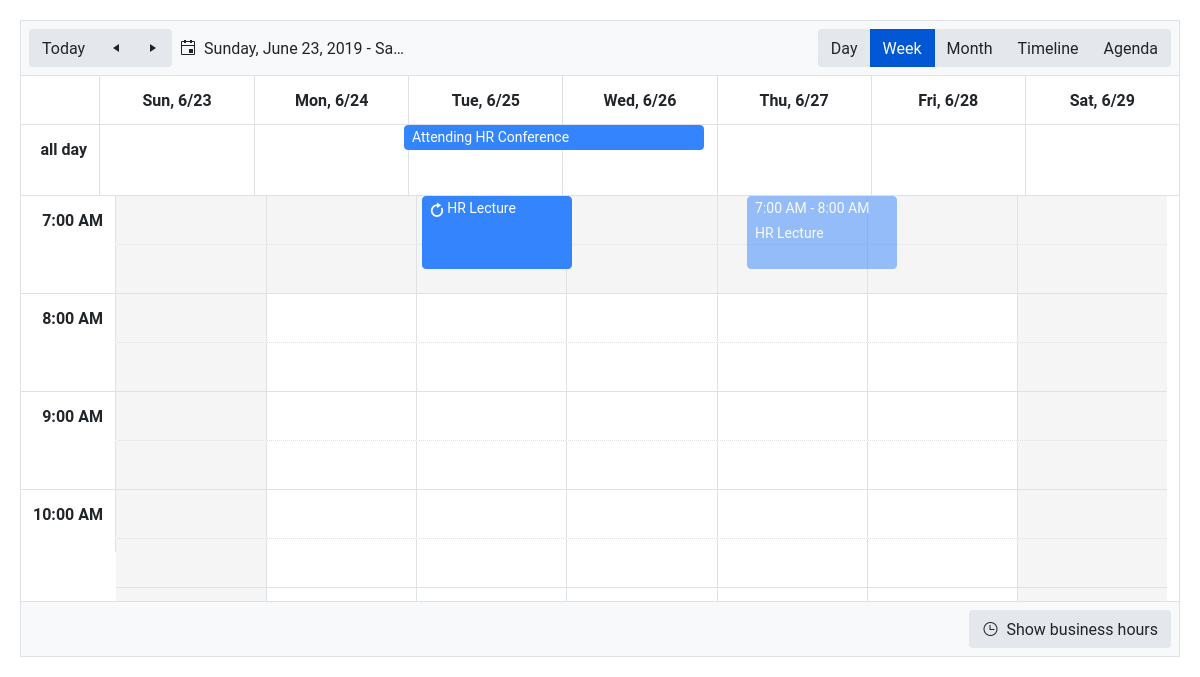 Today
Sunday, June 23, 2019 - Sa...
Day Week Month Timeline Agenda
Sun, 6/23 Mon, 6/24 Tue, 6/25 Wed, 6/26 Thu, 6/27 Fri, 6/28 Sat, 6/29
all day
Attending HR Conference
7:00 AM
HR Lecture
7:00 AM - 8:00 AM
HR Lecture
8:00 AM
9:00 AM
10:00 AM
Show business hours